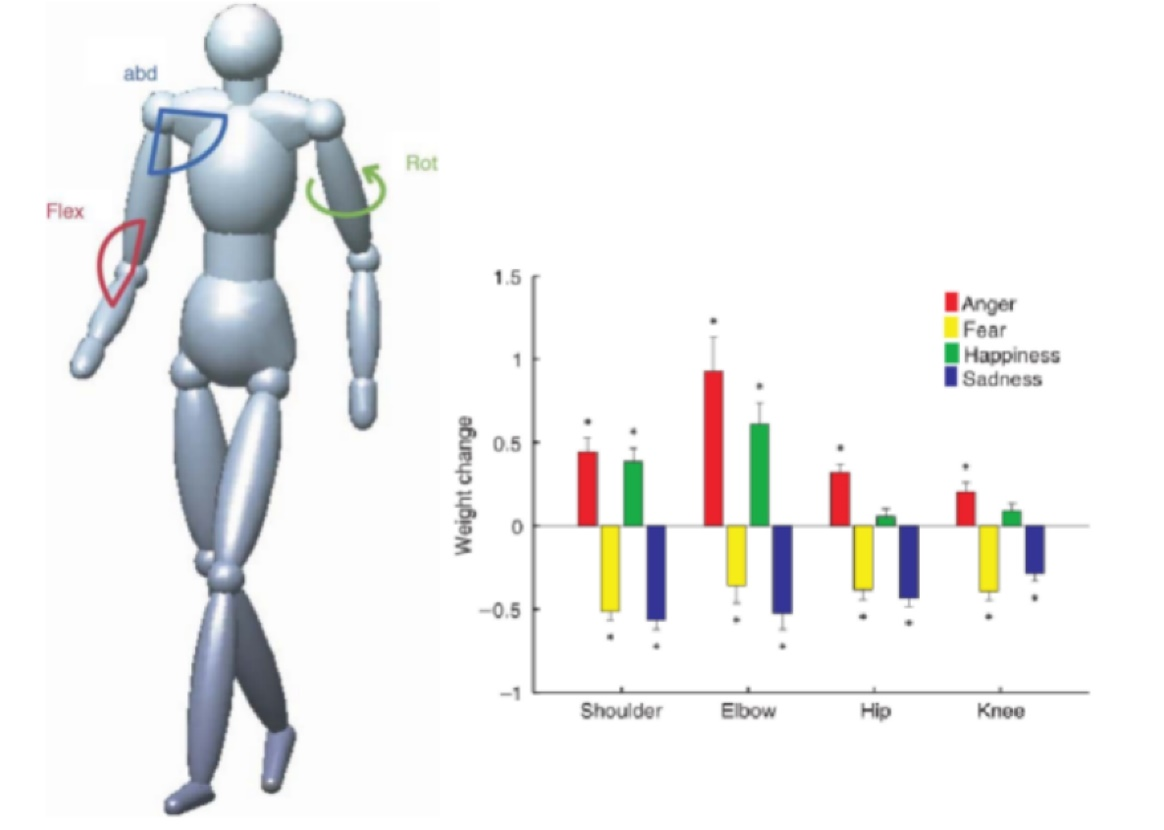 abd
Rot
Flex
1.5
1
0.5
0
−0.5
−1
Weight change
Anger
Fear
Happiness
Sadness
Shoulder Elbow Hip Knee